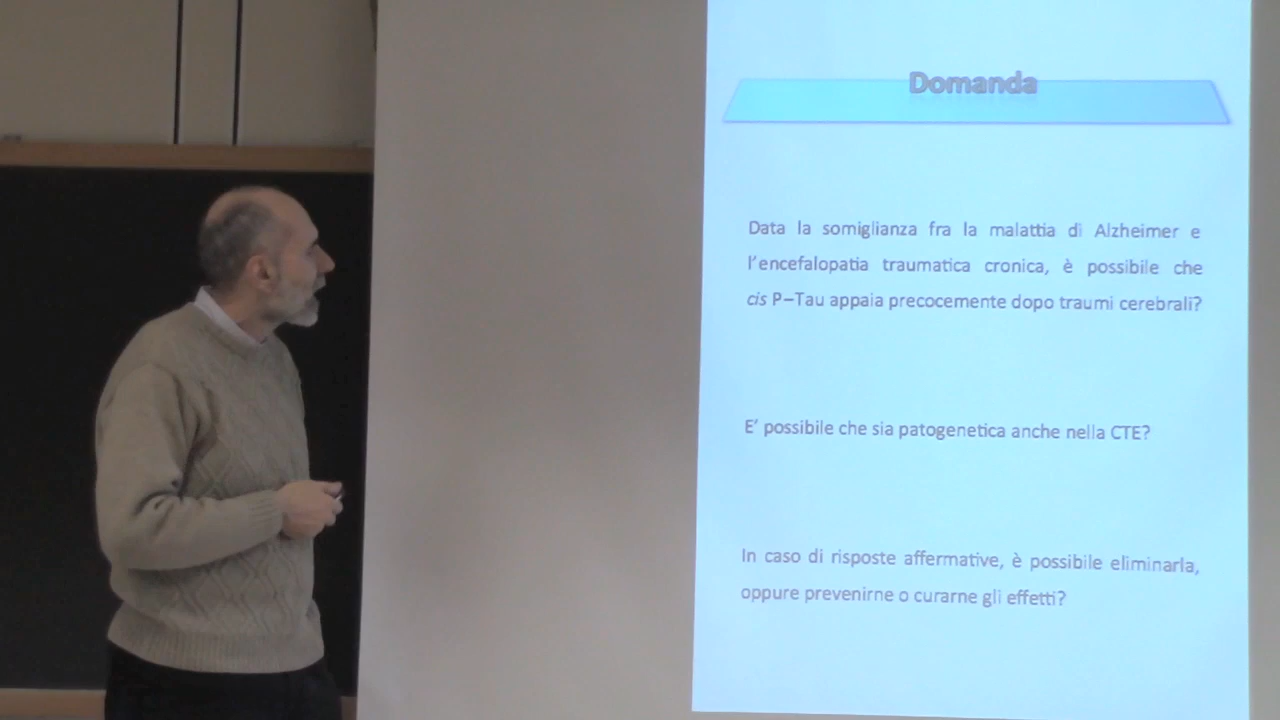 Domanda
Data la somiglianza fra la malattia di Alzheimer e
l'encefalopatia traumatica cronica, è possibile che
cis P–Tau appaia precocemente dopo traumi cerebrali?
E' possibile che sia patogenetica anche nella CTE?
In caso di risposte affermative, è possibile eliminarla,
oppure prevenirne o curarne gli effetti?